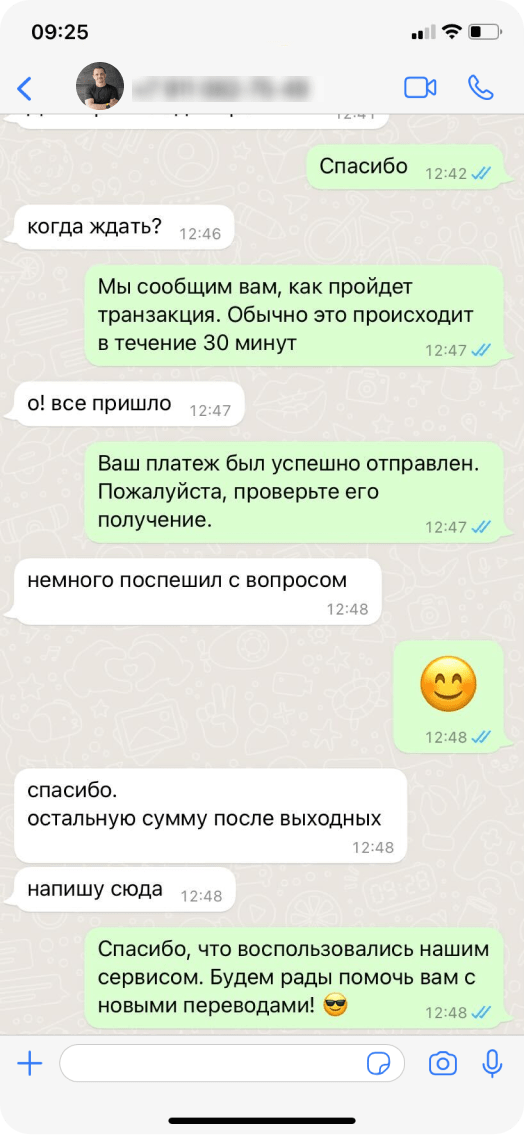 09:25
12:41
Спасибо 12:42
когда ждать? 12:46
Мы сообщим вам, как пройдет
транзакция. Обычно это происходит
в течение 30 минут 12:47
о! все пришло 12:47
Ваш платеж был успешно отправлен.
Пожалуйста, проверьте его
получение. 12:47
немного поспешил с вопросом
12:48
12:48
спасибо.
остальную сумму после выходных
12:48
напишу сюда 12:48
Спасибо, что воспользовались нашим
сервисом. Будем рады помочь вам с
новыми переводами! 😎 12:48